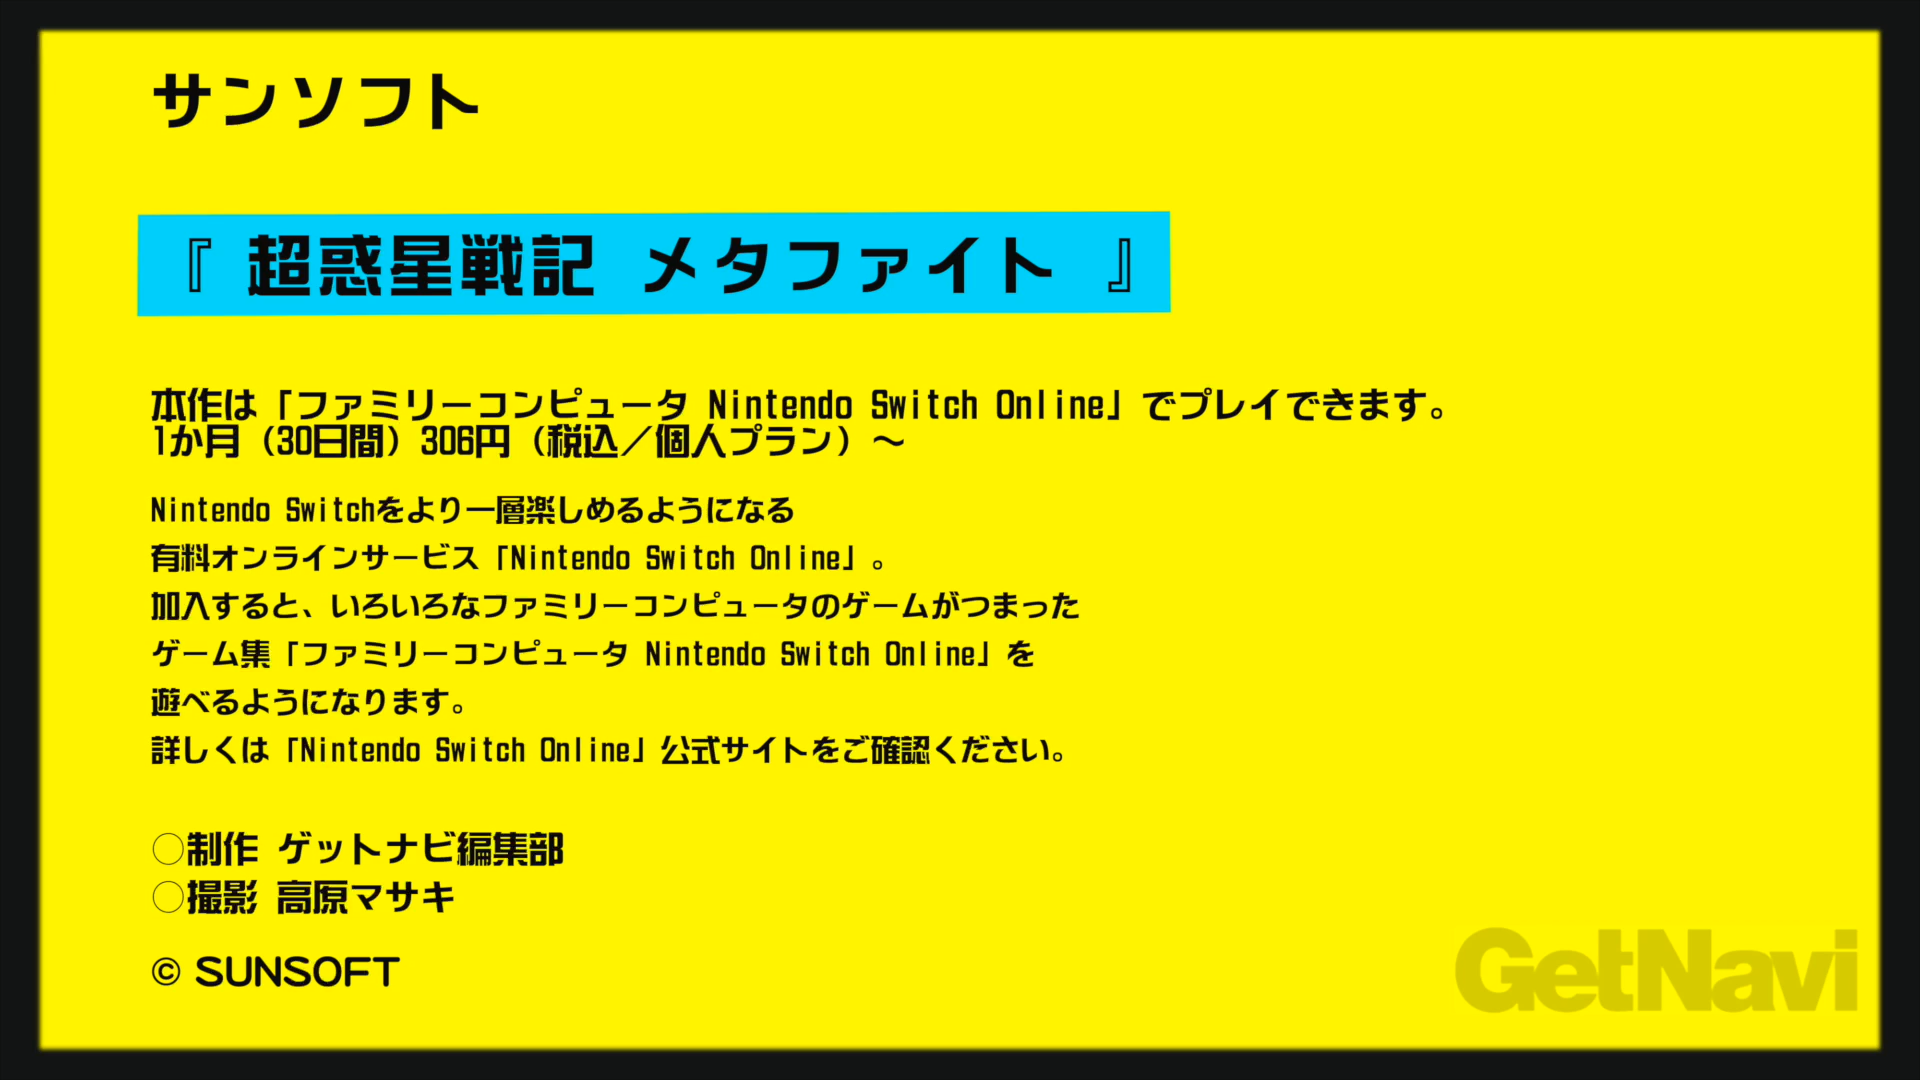 サンソフト
『 超惑星戦記 メタファイト 』
本作は「ファミリーコンピュータ Nintendo Switch Online」でプレイできます。
1か月（30日間）306円（税込／個人プラン）〜
Nintendo Switchをより一層楽しめるようになる
有料オンラインサービス「Nintendo Switch Online」。
加入すると、いろいろなファミリーコンピュータのゲームがつまった
ゲーム集「ファミリーコンピュータ Nintendo Switch Online」を
遊べるようになります。
詳しくは「Nintendo Switch Online」公式サイトをご確認ください。
○制作 ゲットナビ編集部
○撮影 高原マサキ
© SUNSOFT
GetNavi